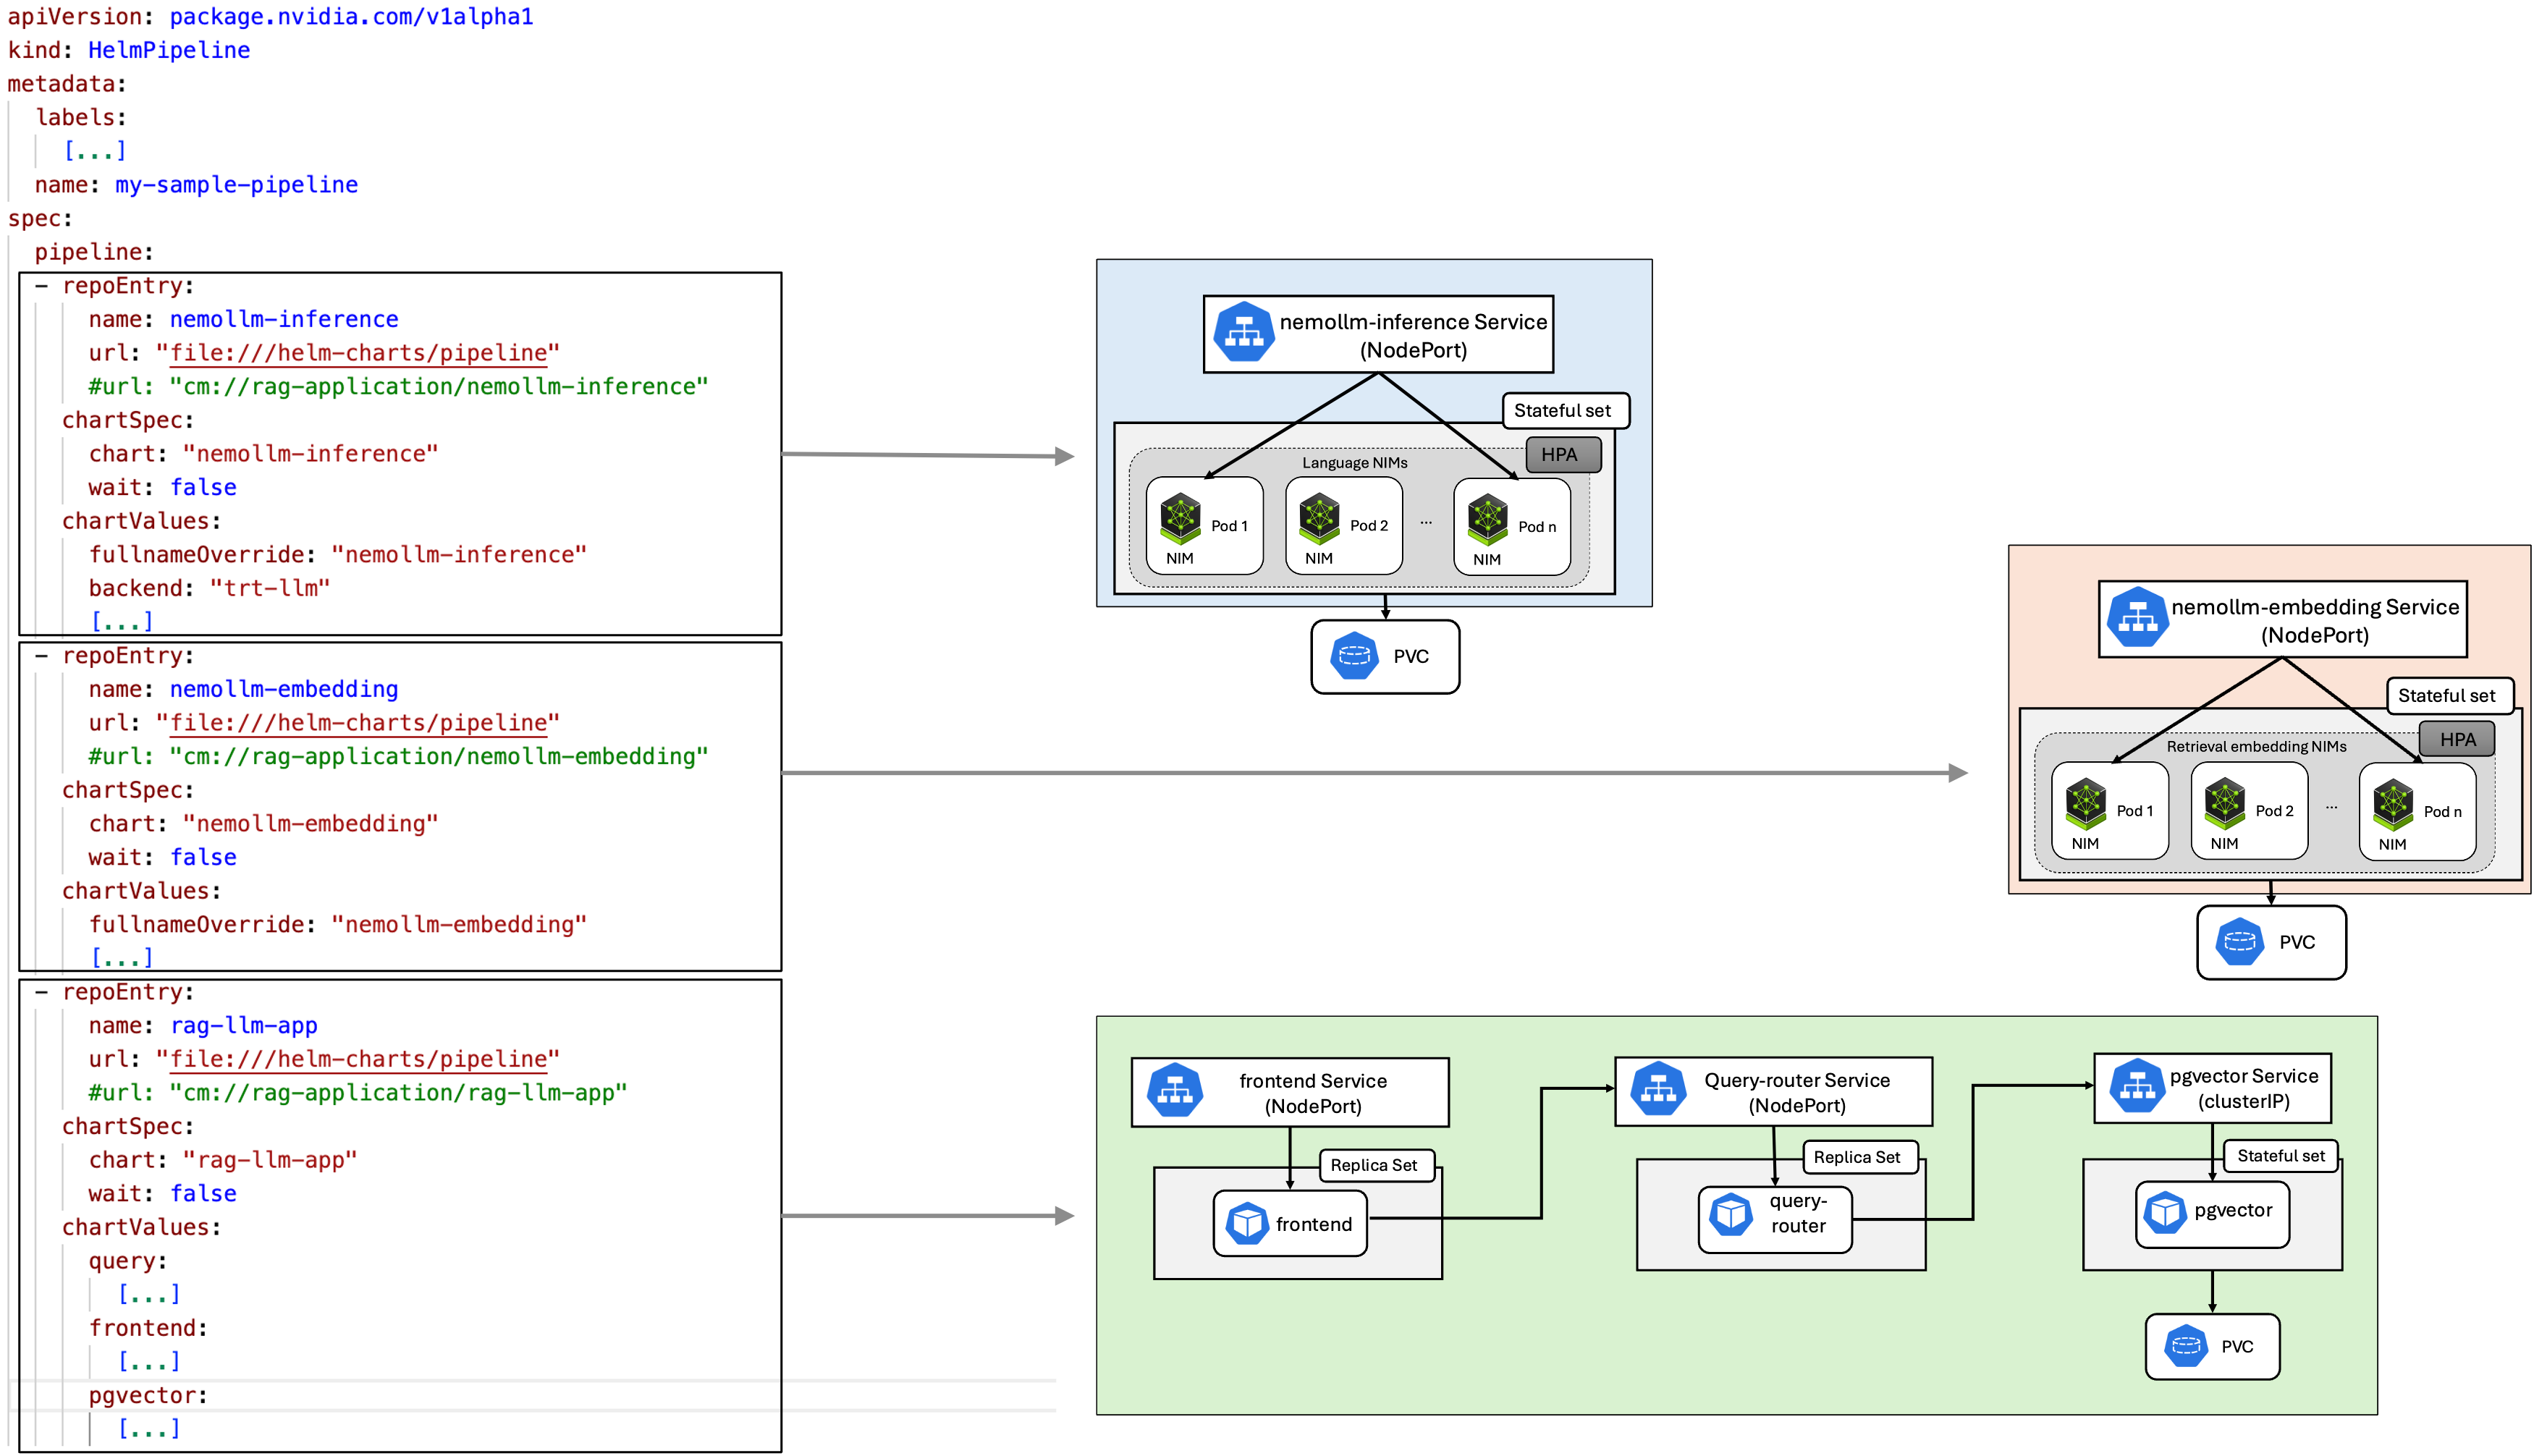 apiVersion: package.nvidia.com/v1alpha1
kind: HelmPipeline
metadata:
  labels:
    [...]
  name: my-sample-pipeline
spec:
  pipeline:
  - repoEntry:
      name: nemollm-inference
      url: "file:///helm-charts/pipeline"
      #url: "cm://rag-application/nemollm-inference"
    chartSpec:
      chart: "nemollm-inference"
      wait: false
    chartValues:
      fullnameOverride: "nemollm-inference"
      backend: "trt-llm"
      [...]
  - repoEntry:
      name: nemollm-embedding
      url: "file:///helm-charts/pipeline"
      #url: "cm://rag-application/nemollm-embedding"
    chartSpec:
      chart: "nemollm-embedding"
      wait: false
    chartValues:
      fullnameOverride: "nemollm-embedding"
      [...]
  - repoEntry:
      name: rag-llm-app
      url: "file:///helm-charts/pipeline"
      #url: "cm://rag-application/rag-llm-app"
    chartSpec:
      chart: "rag-llm-app"
      wait: false
    chartValues:
      query:
        [...]
      frontend:
        [...]
      pgvector:
        [...]
nemollm-inference Service
(NodePort)
Stateful set
HPA
Language NIMs
Pod 1
NIM
Pod 2
NIM
...
Pod n
NIM
PVC
nemollm-embedding Service
(NodePort)
Stateful set
HPA
Retrieval embedding NIMs
Pod 1
NIM
Pod 2
NIM
...
Pod n
NIM
PVC
frontend Service
(NodePort)
Replica Set
frontend
Query-router Service
(NodePort)
Replica Set
query-
router
pgvector Service
(clusterIP)
Stateful set
pgvector
PVC